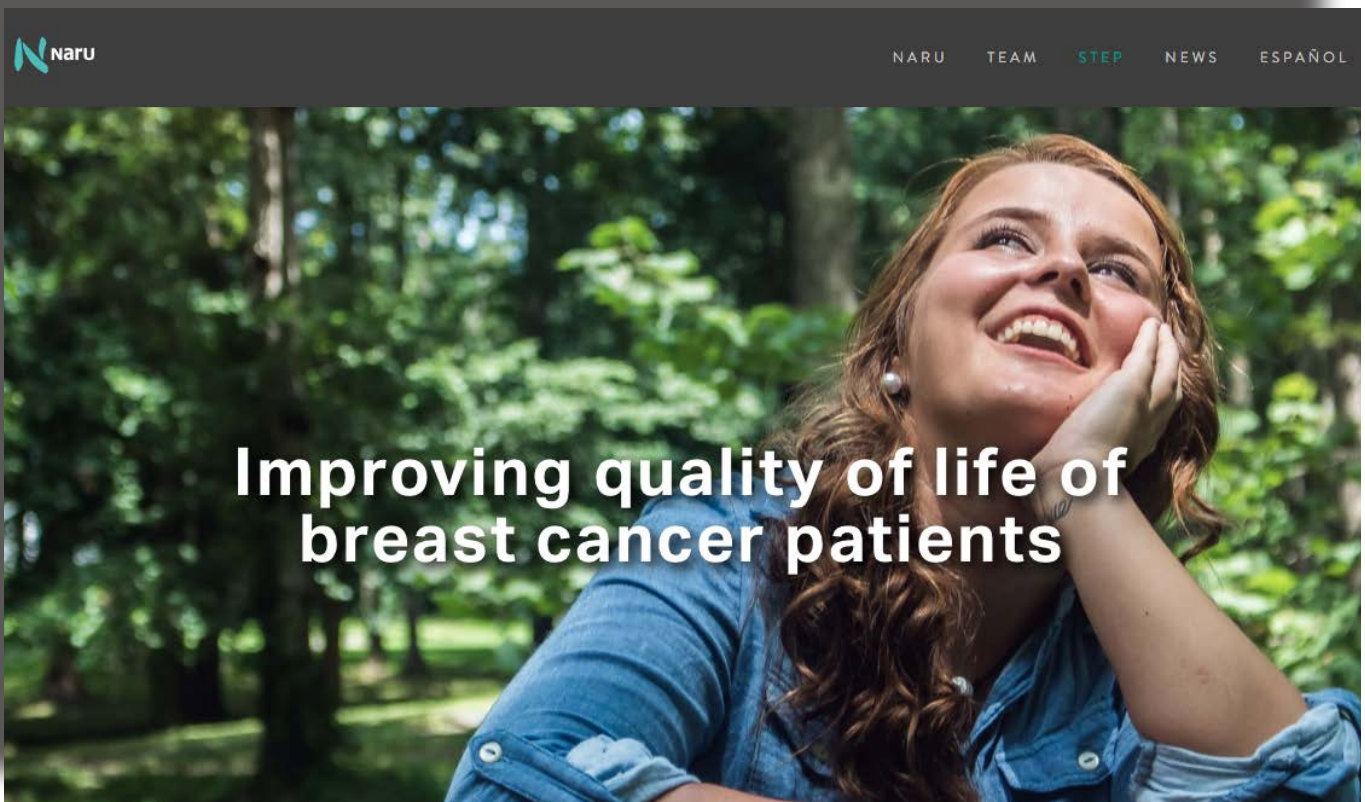 Naru
NARU TEAM STEP NEWS ESPAÑOL
Improving quality of life of
breast cancer patients